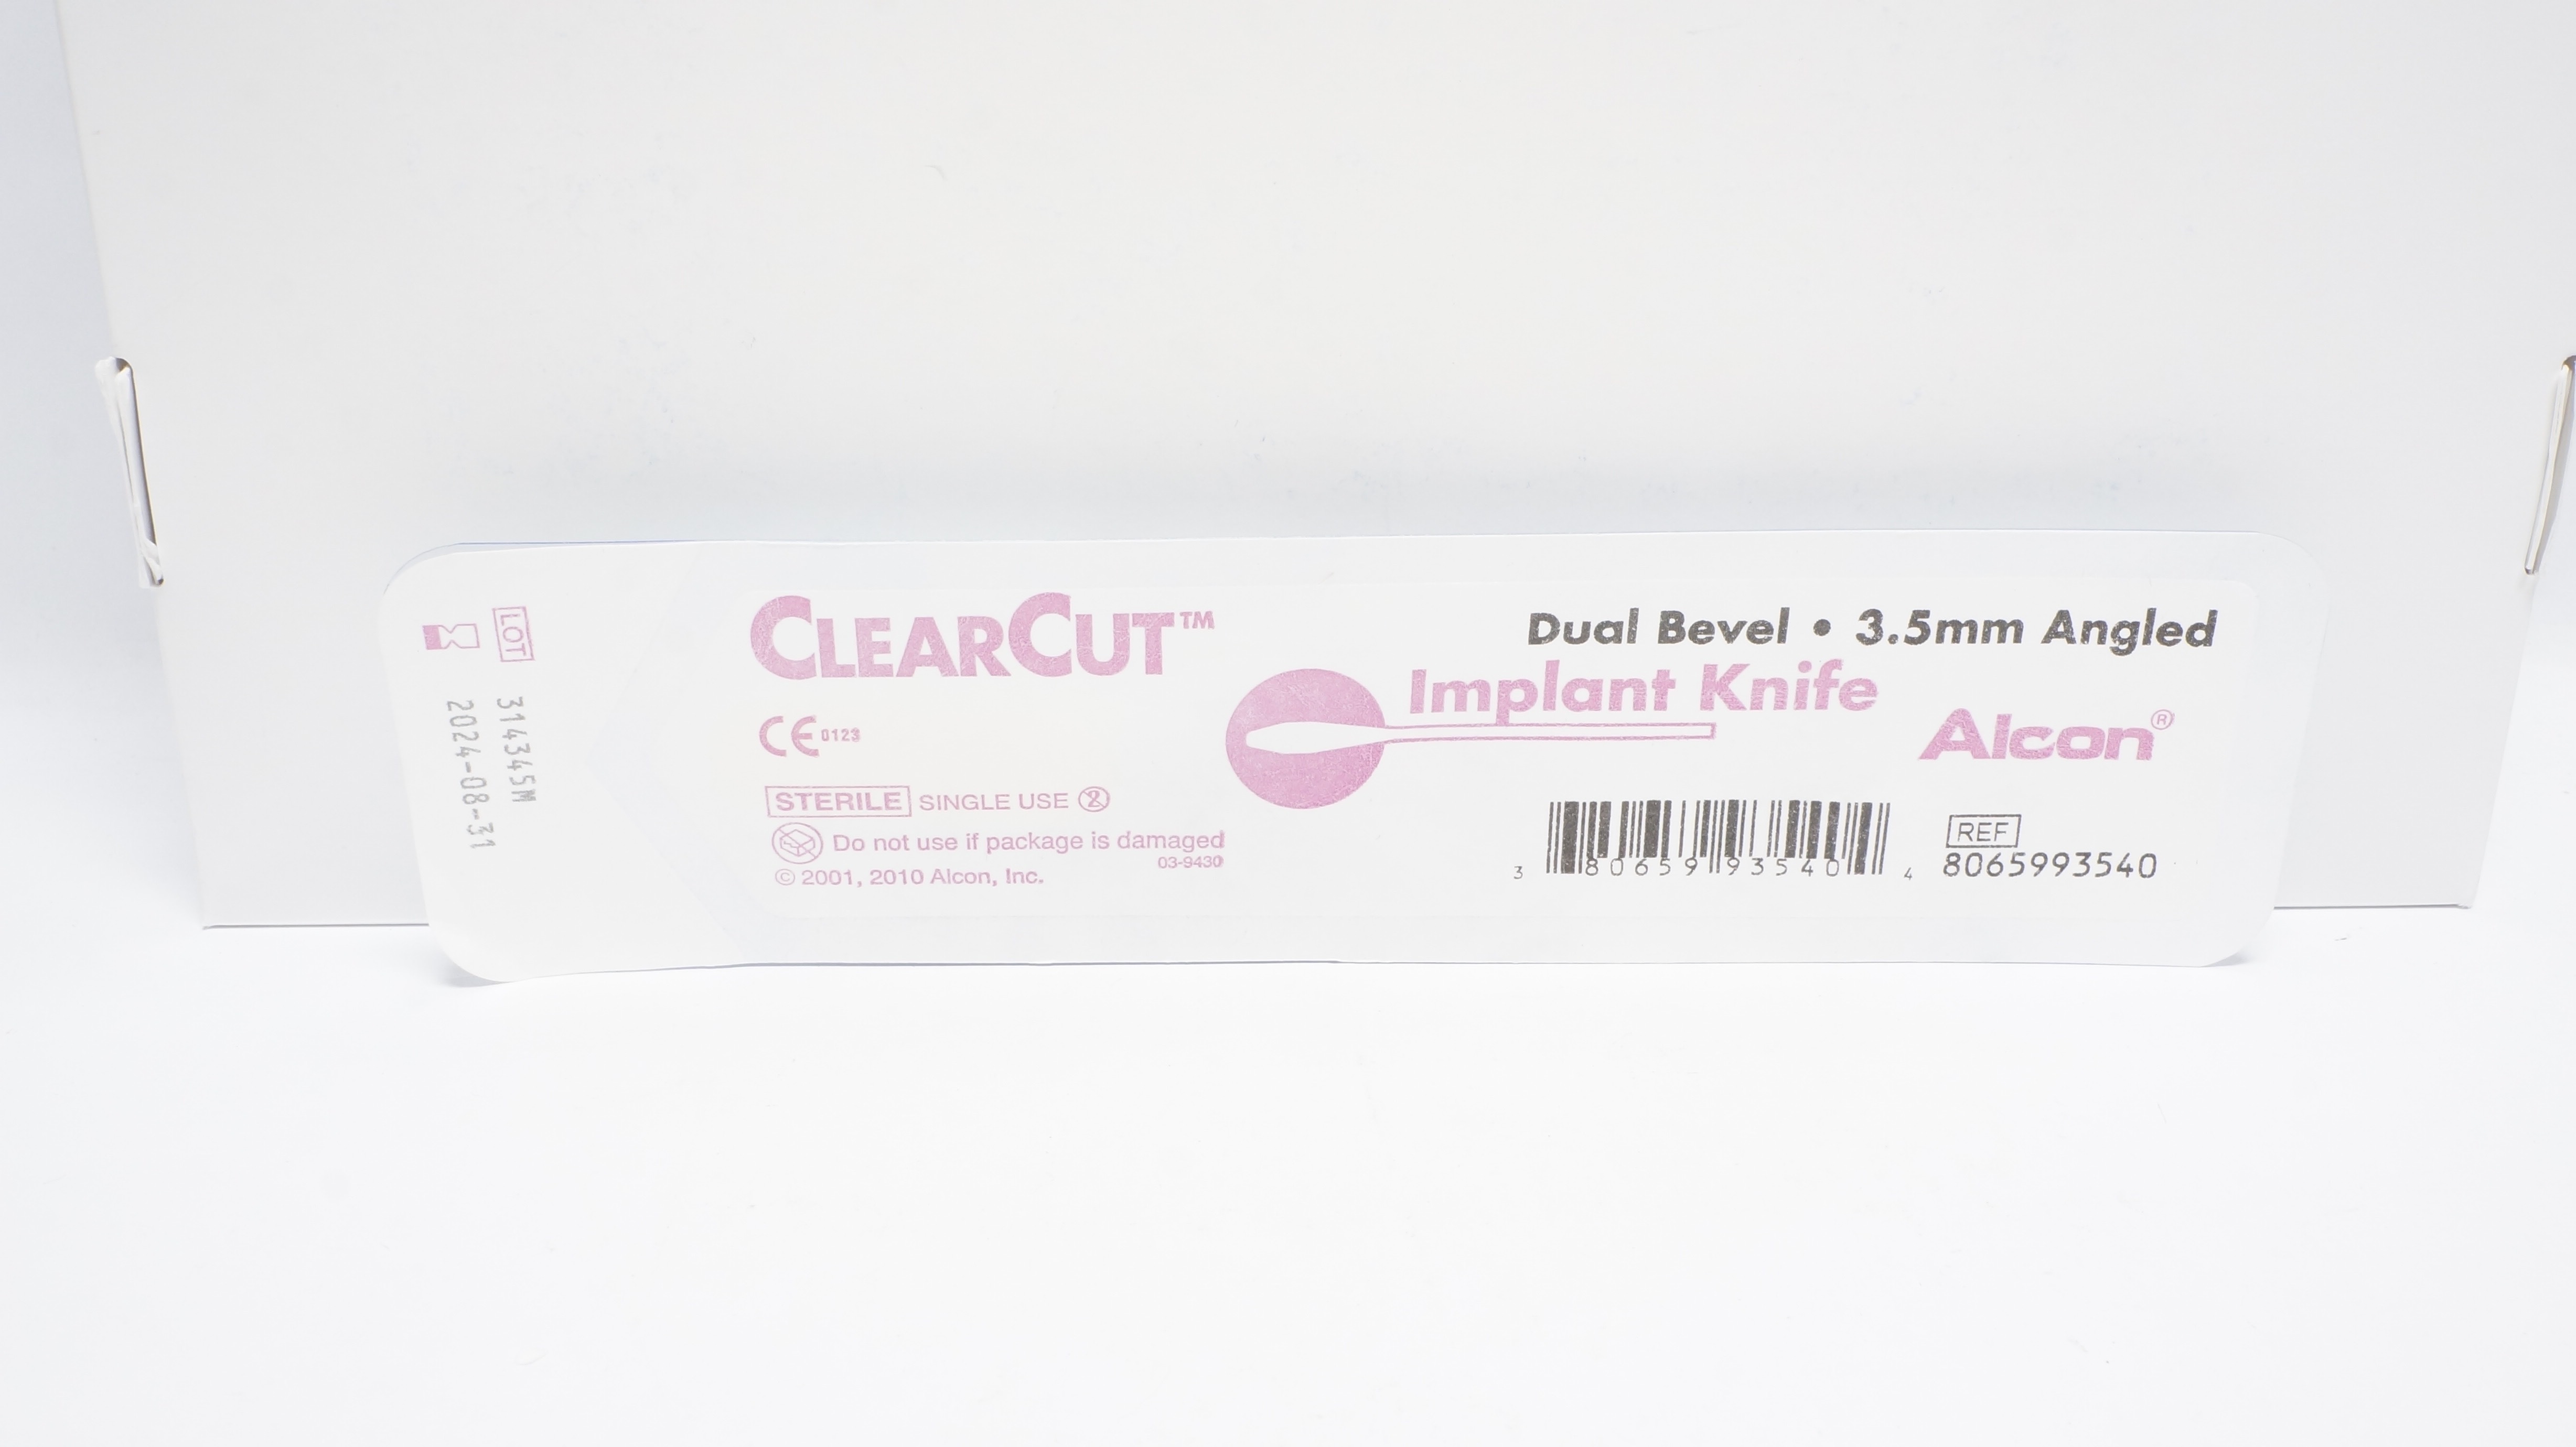 LOT 314345M
2024-08-31
CLEARCUT™
CE 0123
STERILE SINGLE USE 2
Do not use if package is damaged
03-9430
© 2001, 2010 Alcon, Inc.
Dual Bevel • 3.5mm Angled
Implant Knife
Alcon®
3 80659 93540 4
REF
8065993540